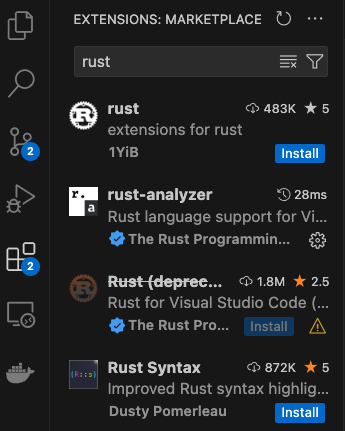 EXTENSIONS: MARKETPLACE
rust
rust 483K 5
extensions for rust
1YiB Install
2
r.
a
rust-analyzer 28ms
Rust language support for Vi...
The Rust Programmin...
2
Rust (deprec... 1.8M 2.5
Rust for Visual Studio Code (...
The Rust Pro... Install
(R::s)
Rust Syntax 872K 5
Improved Rust syntax highlig...
Dusty Pomerleau Install